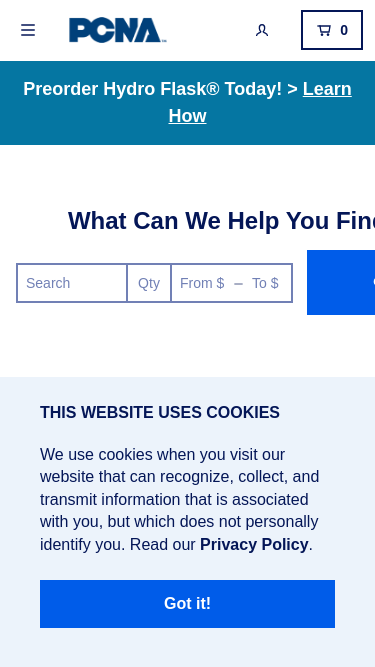 PCNA
0
Preorder Hydro Flask® Today! > Learn
How
What Can We Help You Find
Search
Qty
From $ – To $
THIS WEBSITE USES COOKIES
We use cookies when you visit our
website that can recognize, collect, and
transmit information that is associated
with you, but which does not personally
identify you. Read our Privacy Policy.
Got it!